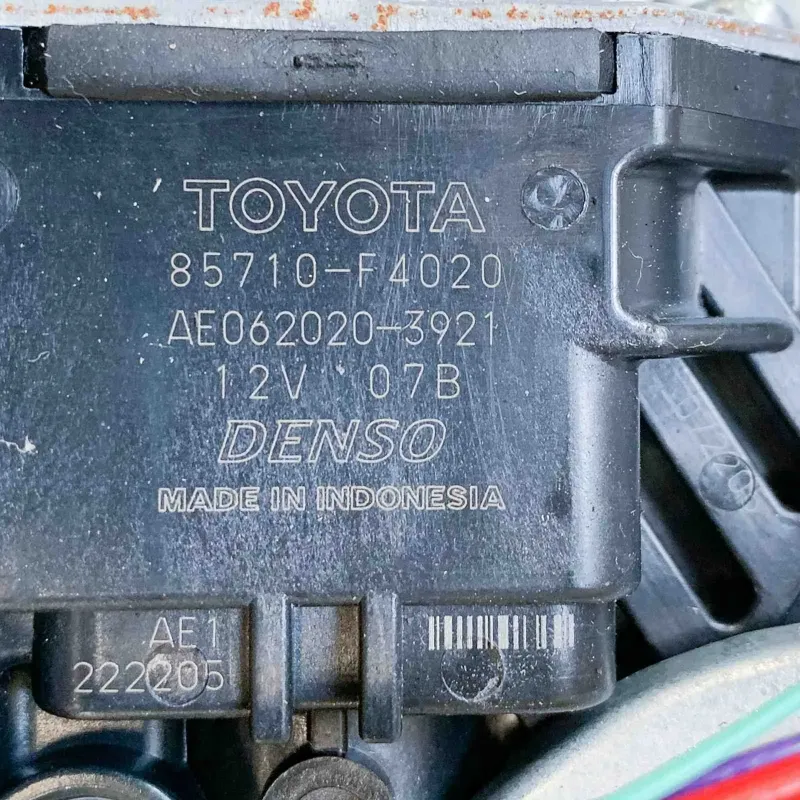 TOYOTA
85710-F4020
AE062020-3921
12V 07B
DENSO
MADE IN INDONESIA
AE1
222205